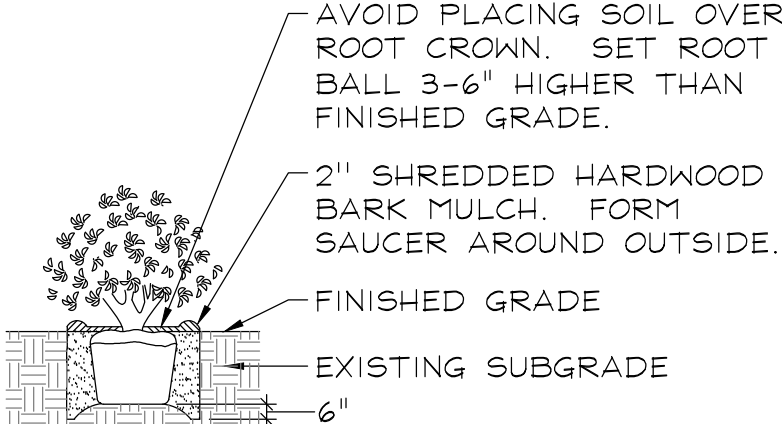 AVOID PLACING SOIL OVER
ROOT CROWN. SET ROOT
BALL 3-6" HIGHER THAN
FINISHED GRADE.
2" SHREDDED HARDWOOD
BARK MULCH. FORM
SAUCER AROUND OUTSIDE.
FINISHED GRADE
EXISTING SUBGRADE
6"